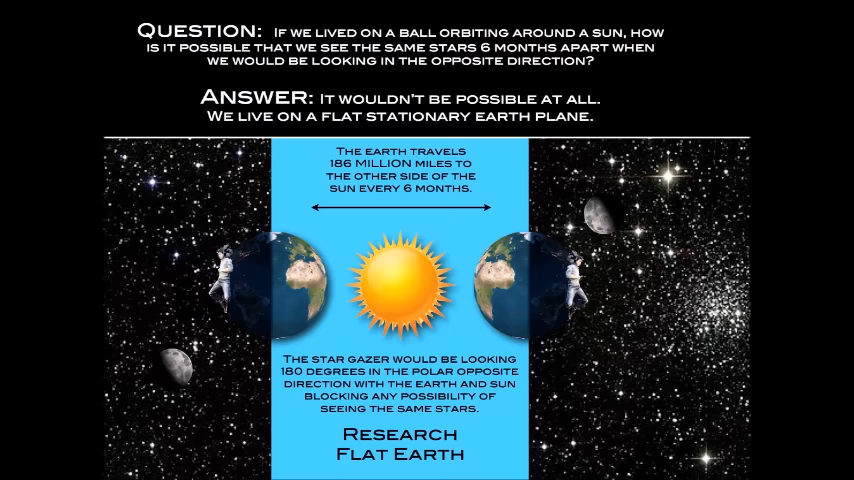 QUESTION: IF WE LIVED ON A BALL ORBITING AROUND A SUN, HOW
IS IT POSSIBLE THAT WE SEE THE SAME STARS 6 MONTHS APART WHEN
WE WOULD BE LOOKING IN THE OPPOSITE DIRECTION?
ANSWER: IT WOULDN'T BE POSSIBLE AT ALL.
WE LIVE ON A FLAT STATIONARY EARTH PLANE.
THE EARTH TRAVELS
186 MILLION MILES TO
THE OTHER SIDE OF THE
SUN EVERY 6 MONTHS.
THE STAR GAZER WOULD BE LOOKING
180 DEGREES IN THE POLAR OPPOSITE
DIRECTION WITH THE EARTH AND SUN
BLOCKING ANY POSSIBILITY OF
SEEING THE SAME STARS.
RESEARCH
FLAT EARTH